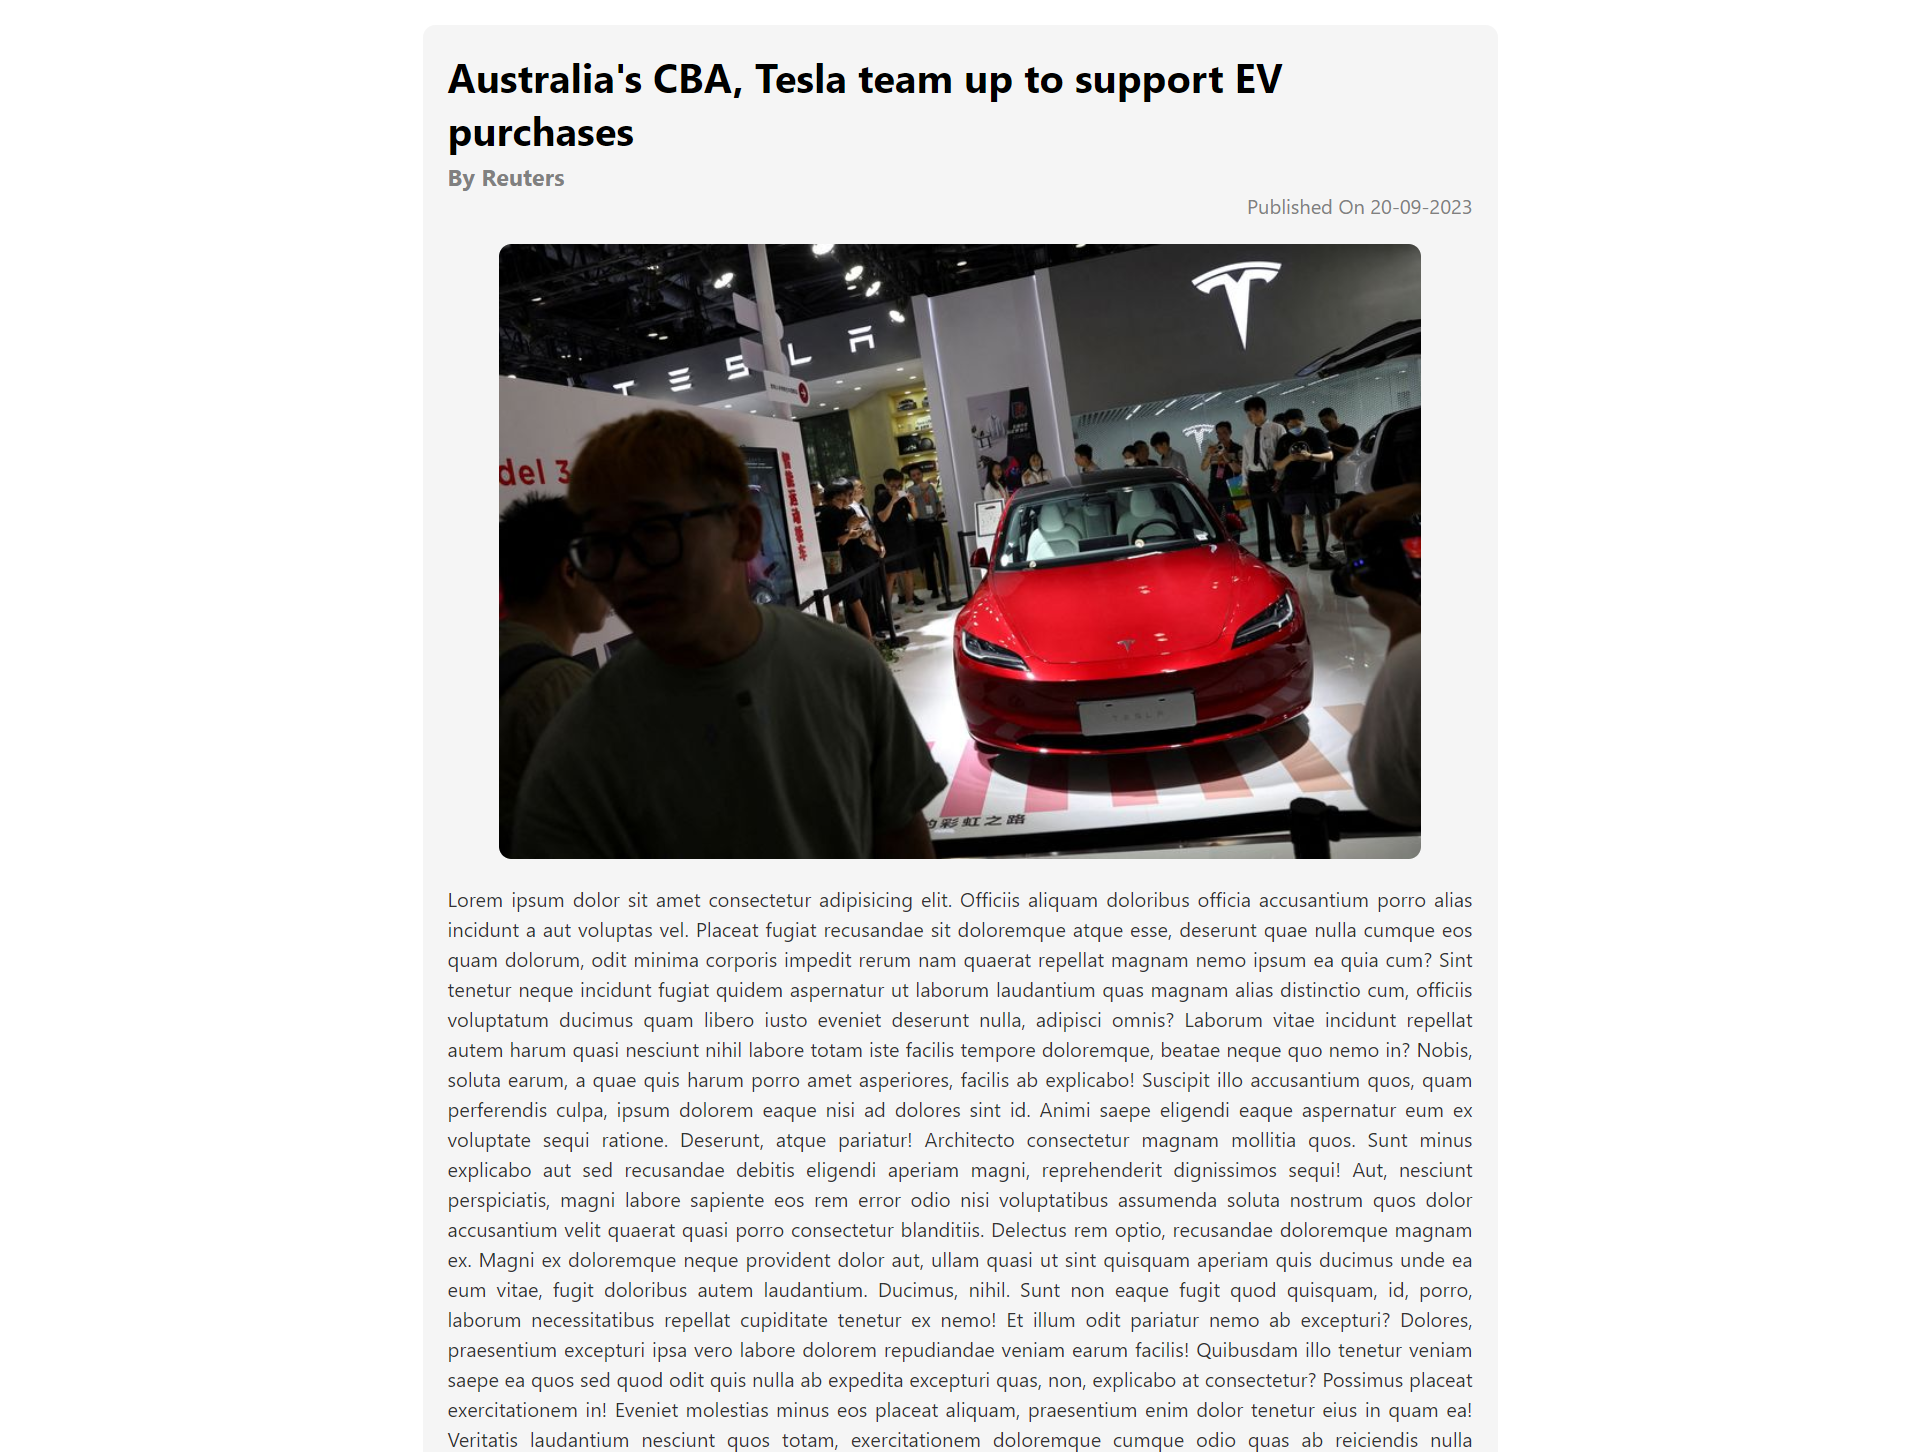 Australia's CBA, Tesla team up to support EV
purchases
By Reuters
Published On 20-09-2023
TESLA
del 3
智能运动轿车
TESLA
的彩虹之路
Lorem ipsum dolor sit amet consectetur adipisicing elit. Officiis aliquam doloribus officia accusantium porro alias
incidunt a aut voluptas vel. Placeat fugiat recusandae sit doloremque atque esse, deserunt quae nulla cumque eos
quam dolorum, odit minima corporis impedit rerum nam quaerat repellat magnam nemo ipsum ea quia cum? Sint
tenetur neque incidunt fugiat quidem aspernatur ut laborum laudantium quas magnam alias distinctio cum, officiis
voluptatum ducimus quam libero iusto eveniet deserunt nulla, adipisci omnis? Laborum vitae incidunt repellat
autem harum quasi nesciunt nihil labore totam iste facilis tempore doloremque, beatae neque quo nemo in? Nobis,
soluta earum, a quae quis harum porro amet asperiores, facilis ab explicabo! Suscipit illo accusantium quos, quam
perferendis culpa, ipsum dolorem eaque nisi ad dolores sint id. Animi saepe eligendi eaque aspernatur eum ex
voluptate sequi ratione. Deserunt, atque pariatur! Architecto consectetur magnam mollitia quos. Sunt minus
explicabo aut sed recusandae debitis eligendi aperiam magni, reprehenderit dignissimos sequi! Aut, nesciunt
perspiciatis, magni labore sapiente eos rem error odio nisi voluptatibus assumenda soluta nostrum quos dolor
accusantium velit quaerat quasi porro consectetur blanditiis. Delectus rem optio, recusandae doloremque magnam
ex. Magni ex doloremque neque provident dolor aut, ullam quasi ut sint quisquam aperiam quis ducimus unde ea
eum vitae, fugit doloribus autem laudantium. Ducimus, nihil. Sunt non eaque fugit quod quisquam, id, porro,
laborum necessitatibus repellat cupiditate tenetur ex nemo! Et illum odit pariatur nemo ab excepturi? Dolores,
praesentium excepturi ipsa vero labore dolorem repudiandae veniam earum facilis! Quibusdam illo tenetur veniam
saepe ea quos sed quod odit quis nulla ab expedita excepturi quas, non, explicabo at consectetur? Possimus placeat
exercitationem in! Eveniet molestias minus eos placeat aliquam, praesentium enim dolor tenetur eius in quam ea!
Veritatis laudantium nesciunt quos totam, exercitationem doloremque cumque odio quas ab reiciendis nulla